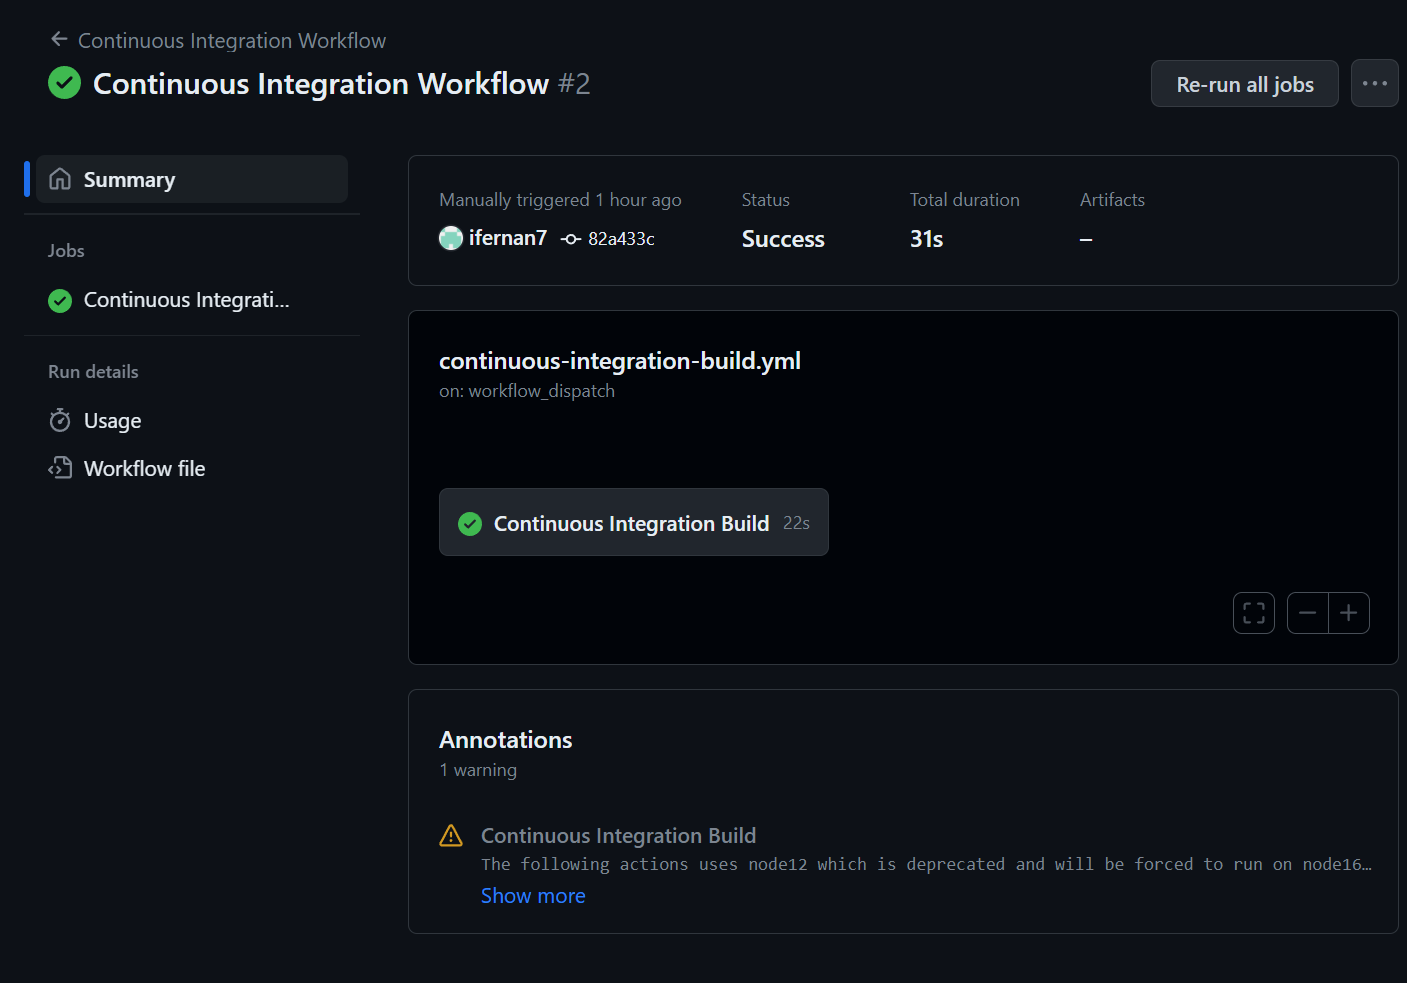 Continuous Integration Workflow
Continuous Integration Workflow #2
Re-run all jobs
Summary
Jobs
Continuous Integrati...
Run details
Usage
Workflow file
Manually triggered 1 hour ago
ifernan7 82a433c
Status
Success
Total duration
31s
Artifacts
–
continuous-integration-build.yml
on: workflow_dispatch
Continuous Integration Build 22s
Annotations
1 warning
Continuous Integration Build
The following actions uses node12 which is deprecated and will be forced to run on node16…
Show more